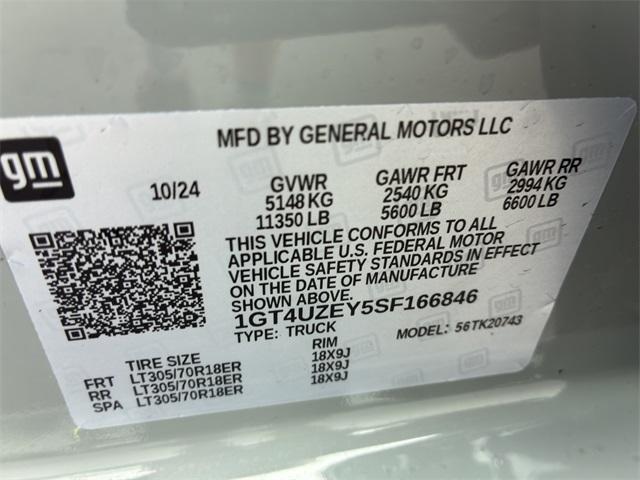 MFD BY GENERAL MOTORS LLC
gm
10/24 GVWR GAWR FRT GAWR RR
5148 KG 2540 KG 2994 KG
11350 LB 5600 LB 6600 LB
THIS VEHICLE CONFORMS TO ALL
APPLICABLE U.S. FEDERAL MOTOR
VEHICLE SAFETY STANDARDS IN EFFECT
ON THE DATE OF MANUFACTURE
SHOWN ABOVE.
1GT4UZEY5SF166846
TYPE: TRUCK MODEL: 56TK20743
TIRE SIZE RIM
FRT LT305/70R18ER 18X9J
RR LT305/70R18ER 18X9J
SPA LT305/70R18ER 18X9J